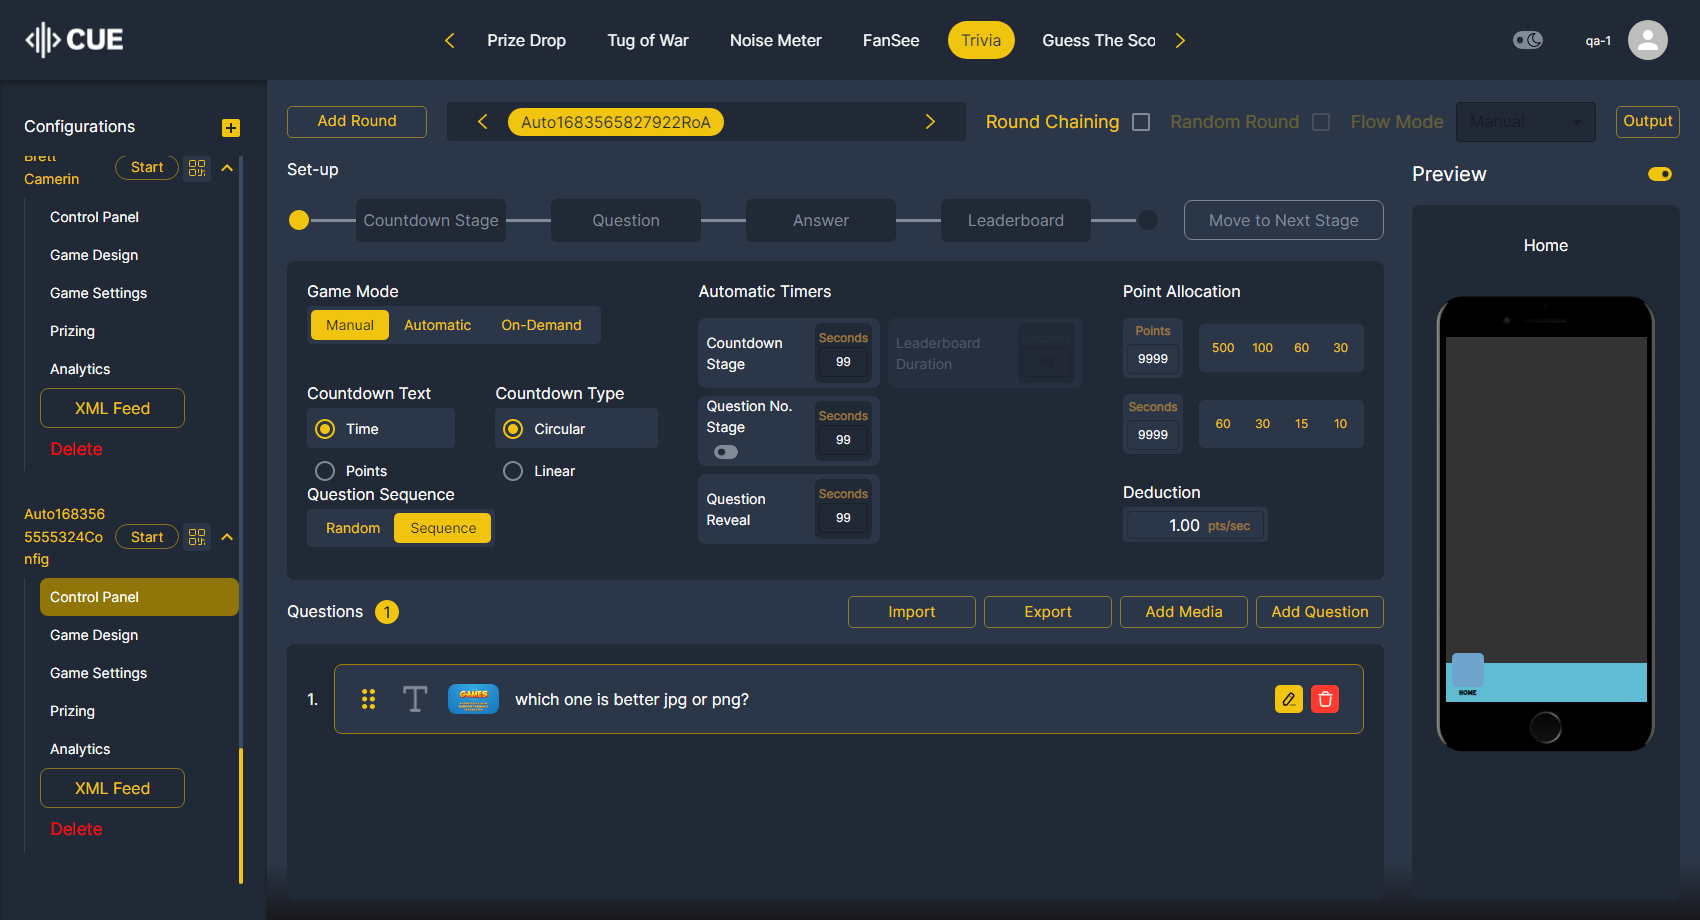 CUE
Prize Drop
Tug of War
Noise Meter
FanSee
Trivia
Guess The Sco
qa-1
Configurations
Brett
Camerin
Start
Control Panel
Game Design
Game Settings
Prizing
Analytics
XML Feed
Delete
Auto168356
5555324Co
nfig
Start
Control Panel
Game Design
Game Settings
Prizing
Analytics
XML Feed
Delete
Add Round
Auto1683565827922RoA
Round Chaining
Random Round
Flow Mode
Manual
Output
Set-up
Countdown Stage
Question
Answer
Leaderboard
Move to Next Stage
Game Mode
Manual
Automatic
On-Demand
Countdown Text
Time
Points
Countdown Type
Circular
Linear
Question Sequence
Random
Sequence
Automatic Timers
Countdown
Stage
Seconds
99
Leaderboard
Duration
Seconds
99
Question No.
Stage
Seconds
99
Question
Reveal
Seconds
99
Point Allocation
Points
9999
500
100
60
30
Seconds
9999
60
30
15
10
Deduction
1.00 pts/sec
Questions 1
Import
Export
Add Media
Add Question
1.
GAMES
which one is better jpg or png?
Preview
Home
HOME